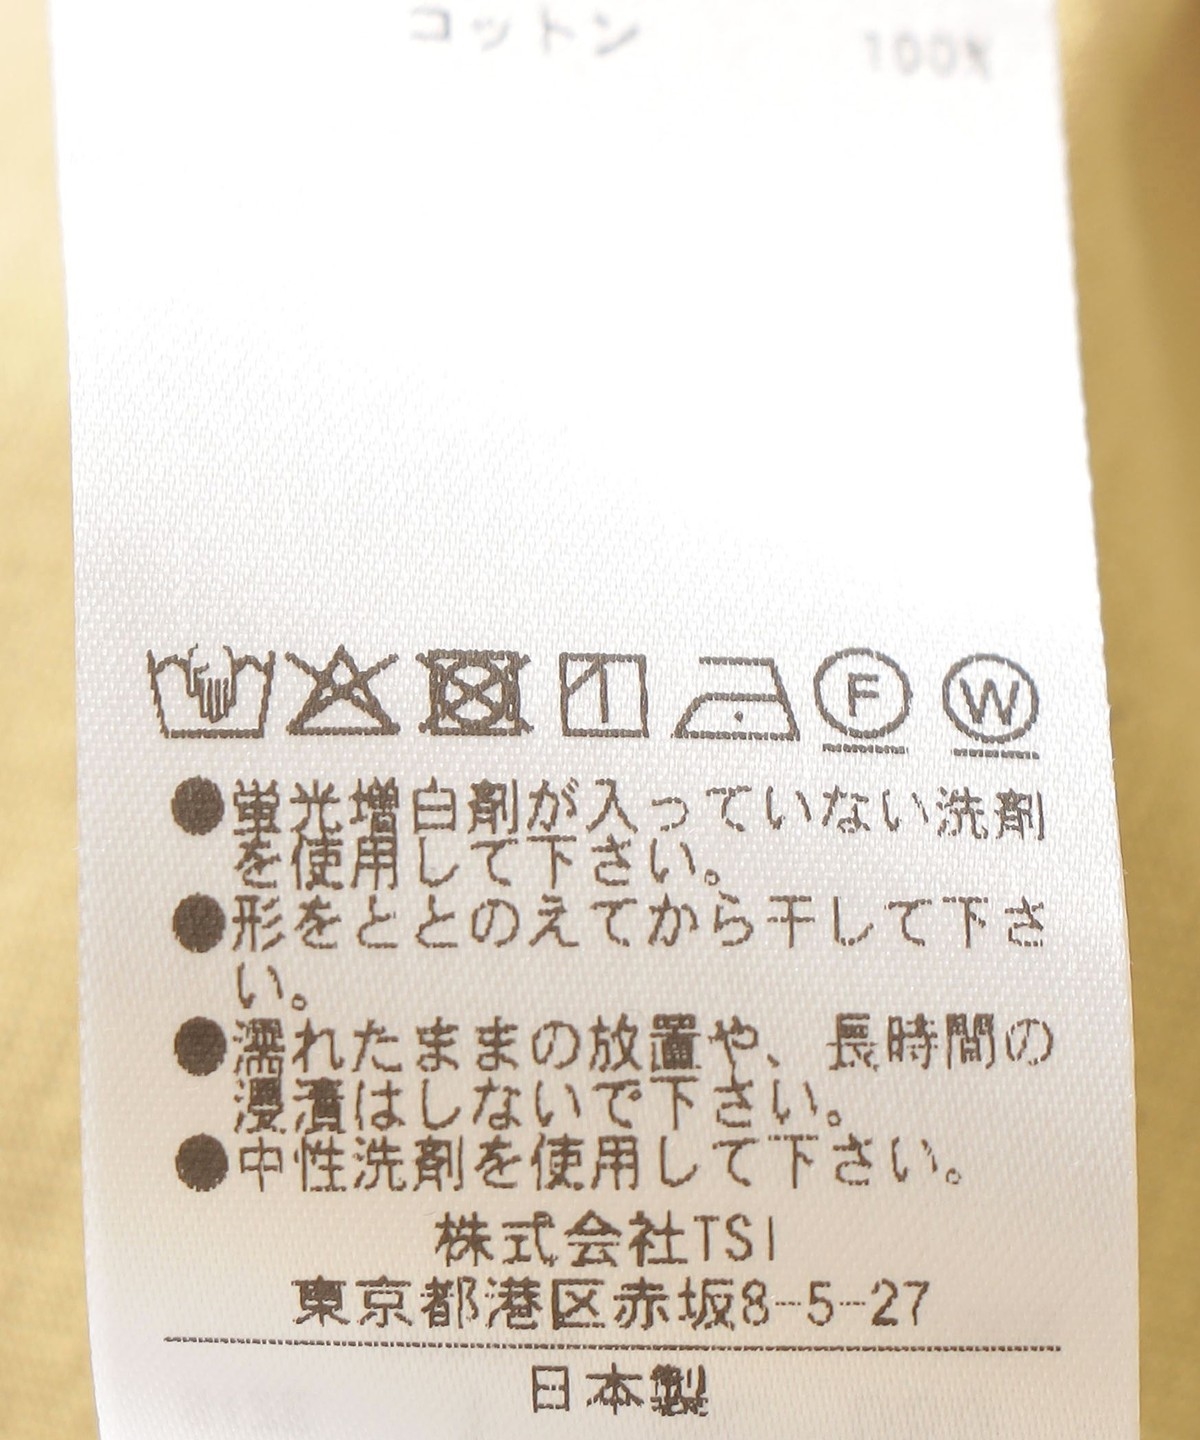 コットン 100%
F W
●蛍光増白剤が入っていない洗剤
を使用して下さい。
●形をととのえてから干して下さ
い。
●濡れたままの放置や、長時間の
浸漬はしないで下さい。
●中性洗剤を使用して下さい。
株式会社TSI
東京都港区赤坂8-5-27
日本製